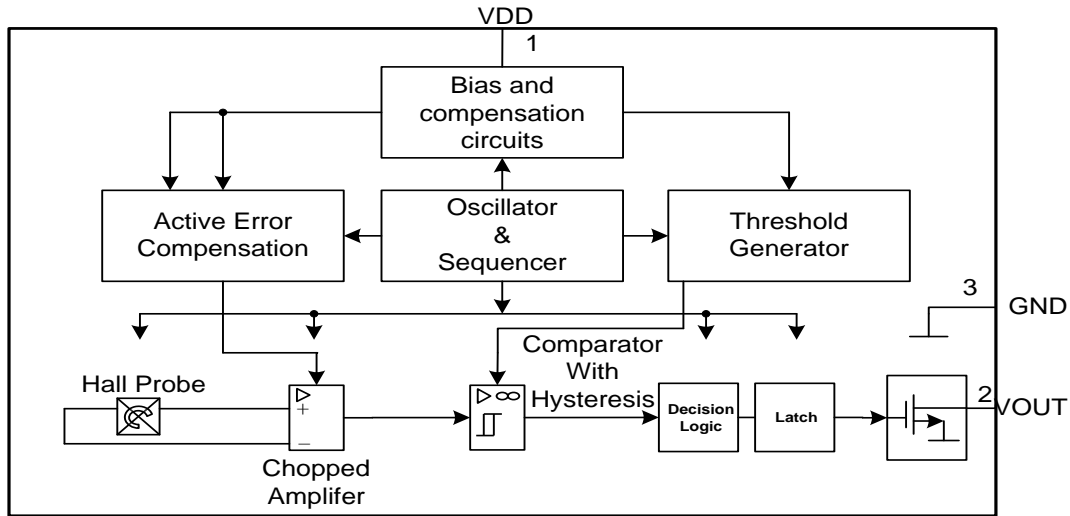 VDD
1
Bias and
compensation
circuits
Active Error
Compensation
Oscillator
&
Sequencer
Threshold
Generator
3
GND
Comparator
With
Hysteresis
Hall Probe
+
−
∞
Decision
Logic
Latch
2
VOUT
Chopped
Amplifer